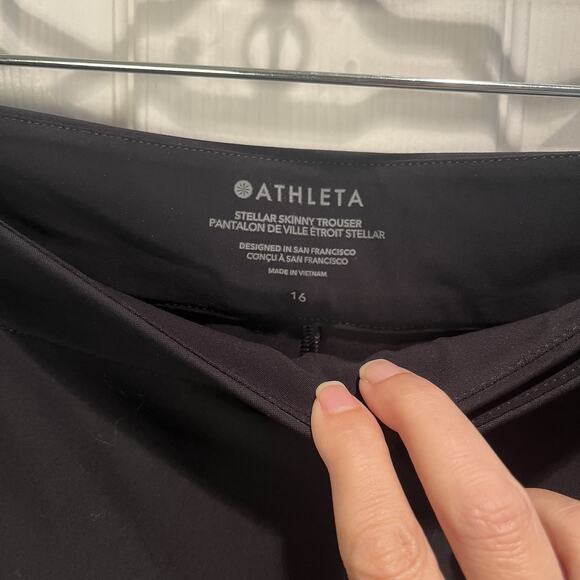 ATHLETA
STELLAR SKINNY TROUSER
PANTALON DE VILLE ÉTROIT STELLAR
DESIGNED IN SAN FRANCISCO
CONÇU À SAN FRANCISCO
MADE IN VIETNAM
16